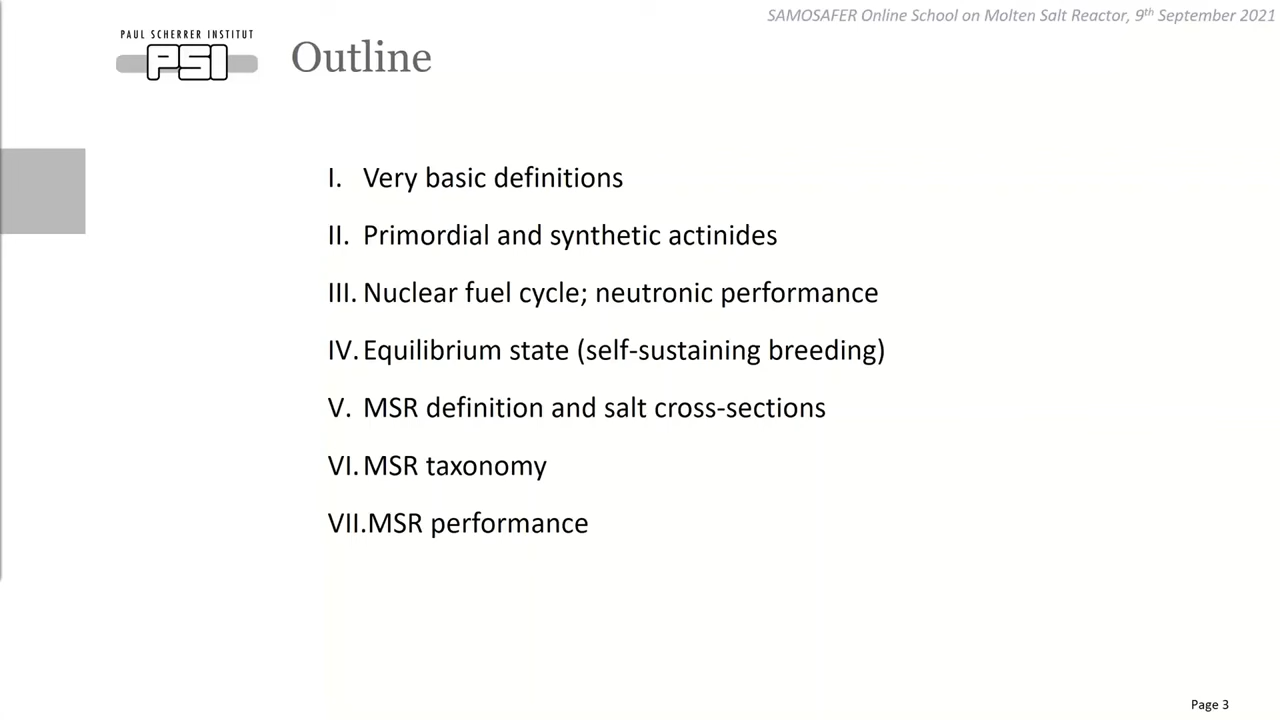 SAMOSAFER Online School on Molten Salt Reactor, 9th September 2021
PAUL SCHERRER INSTITUT
PSI
Outline
I. Very basic definitions
II. Primordial and synthetic actinides
III. Nuclear fuel cycle; neutronic performance
IV. Equilibrium state (self-sustaining breeding)
V. MSR definition and salt cross-sections
VI. MSR taxonomy
VII.MSR performance
Page 3